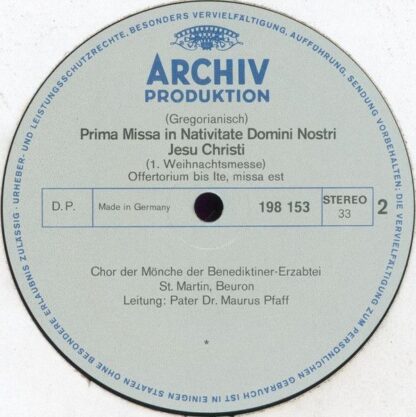 ARCHIV
PRODUKTION
(Gregorianisch)
Prima Missa in Nativitate Domini Nostri
Jesu Christi
(1. Weihnachtsmesse)
Offertorium bis Ite, missa est
D.P. Made in Germany 198 153 STEREO 33 2
Chor der Mönche der Benediktiner-Erzabtei
St. Martin, Beuron
Leitung: Pater Dr. Maurus Pfaff
*
URHEBER- UND LEISTUNGSSCHUTZRECHTE, BESONDERS VERVIELFÄLTIGUNG, AUFFÜHRUNG, SENDUNG VORBEHALTEN. DIE VERVIELFÄLTIGUNG ZUM PERSÖNLICHEN GEBRAUCH IST IN EINIGEN STAATEN OHNE BESONDERE ERLAUBNIS ZULÄSSIG ·